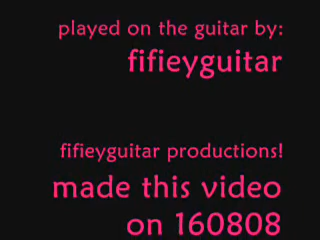 played on the guitar by:
fifieyguitar
fifieyguitar productions!
made this video
on 160808